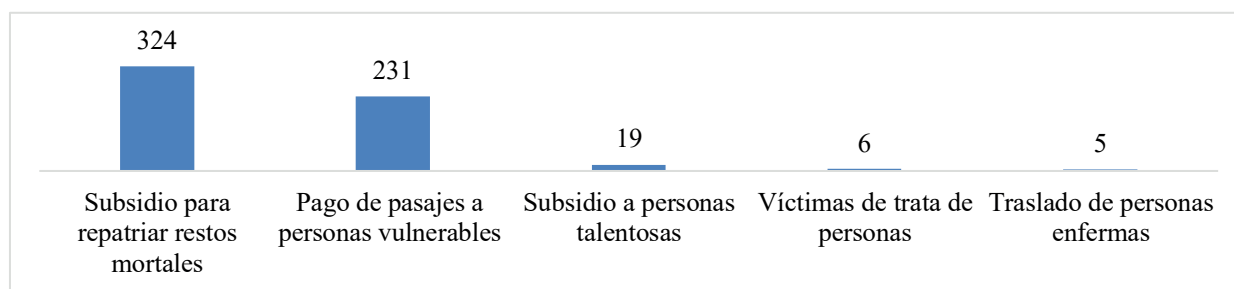 324
231
19
6
5
Subsidio para
repatriar restos
mortales
Pago de pasajes a
personas vulnerables
Subsidio a personas
talentosas
Víctimas de trata de
personas
Traslado de personas
enfermas